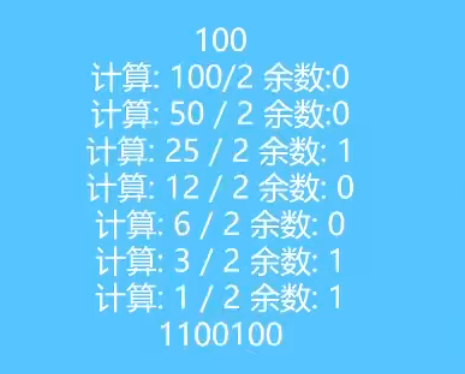 100
计算: 100/2 余数:0
计算: 50 / 2 余数:0
计算: 25 / 2 余数: 1
计算: 12 / 2 余数: 0
计算: 6 / 2 余数: 0
计算: 3 / 2 余数: 1
计算: 1 / 2 余数: 1
1100100